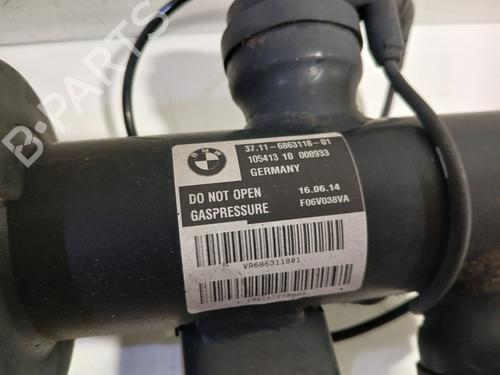 B-PARTS
BMW
37.11-6863118-01
105413 10 008933
GERMANY
DO NOT OPEN 16.06.14
GASPRESSURE F06V038VA
VR686311801